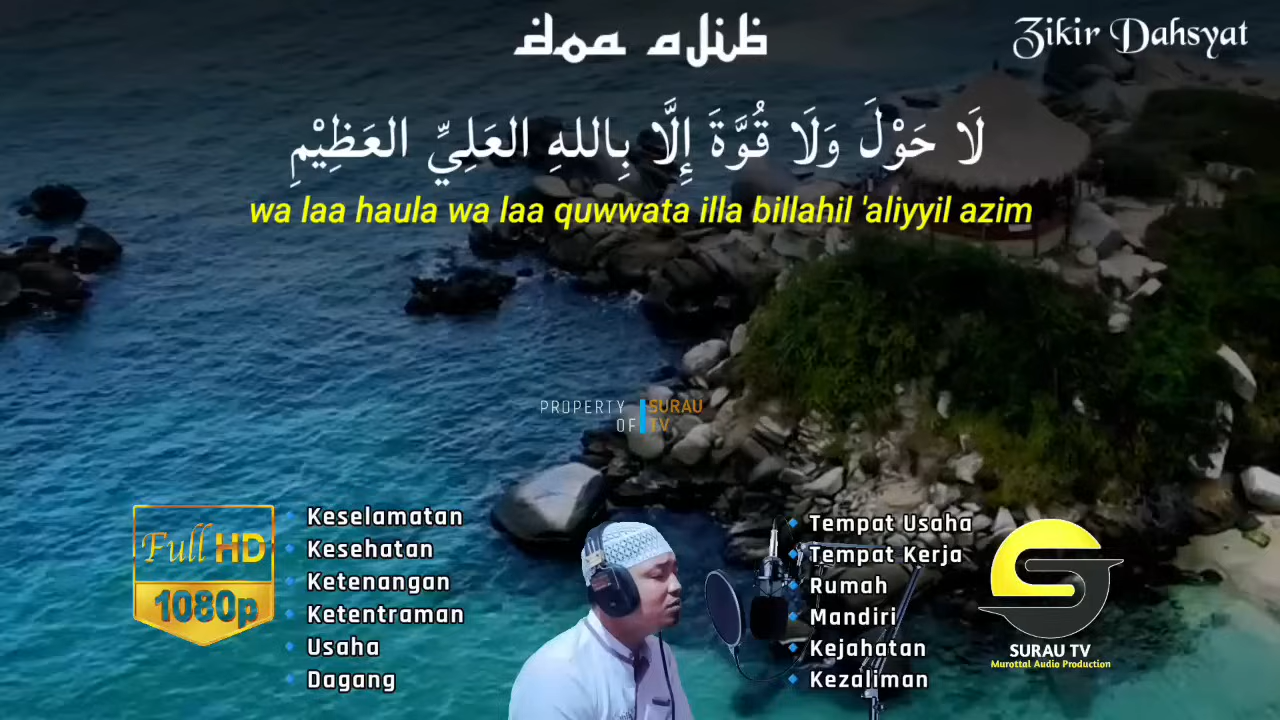 doa ajib
Zikir Dahsyat
لَا حَوْلَ وَلَا قُوَّةَ إِلَّا بِاللهِ العَلِيِّ العَظِيْمِ
wa laa haula wa laa quwwata illa billahil 'aliyyil azim
PROPERTY OF
SURAU TV
Full HD
1080p
Keselamatan
Kesehatan
Ketenangan
Ketentraman
Usaha
Dagang
Tempat Usaha
Tempat Kerja
Rumah
Mandiri
Kejahatan
Kezaliman
SURAU TV
Murottal Audio Production